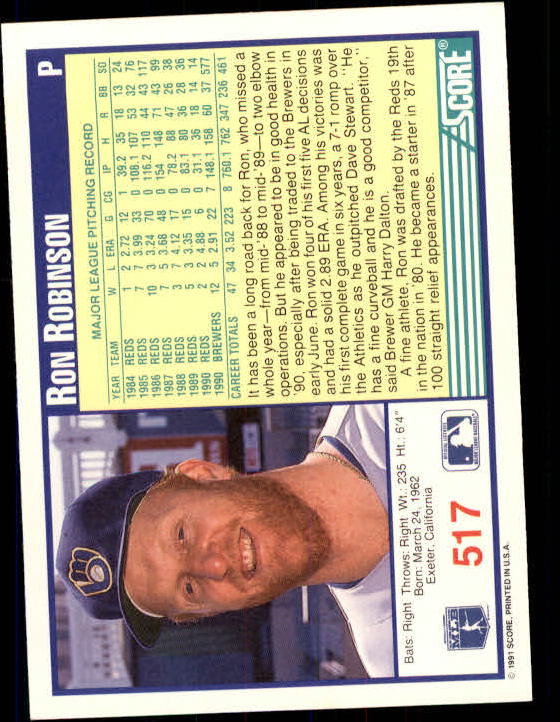 RON ROBINSON P
MAJOR LEAGUE PITCHING RECORD
YEAR TEAM W L ERA G CG IP H R BB SO
1984 REDS 1 2 2.72 12 1 39.2 35 18 13 24
1985 REDS 7 7 3.99 33 0 108.1 107 53 32 76
1986 REDS 10 3 3.24 70 0 116.2 110 44 43 117
1987 REDS 7 5 3.68 48 0 154 148 71 43 99
1988 REDS 3 7 4.12 17 0 78.2 88 47 26 38
1989 REDS 5 3 3.35 15 0 83.1 80 36 28 36
1990 REDS 2 2 4.88 6 0 31.1 36 18 14 14
1990 BREWERS 12 5 2.91 22 7 148.1 158 60 37 57
CAREER TOTALS 47 34 3.52 223 8 760.1 762 347 236 461
It has been a long road back for Ron, who missed a
whole year—from mid-'88 to mid-'89—to two elbow
operations. But he appeared to be in good health in
'90, especially after being traded to the Brewers in
early June. Ron won four of his first five AL decisions
and had a solid 2.89 ERA. Among his victories was
his first complete game in six years, a 7-1 romp over
the Athletics as he outpitched Dave Stewart. "He
has a fine curveball and he is a good competitor,"
said Brewer GM Harry Dalton.
A fine athlete, Ron was drafted by the Reds 19th
in the nation in '80. He became a starter in '87 after
100 straight relief appearances.
SCORE®
Bats: Right Throws: Right Wt.: 235 Ht.: 6'4"
Born: March 24, 1962
Exeter, California
517
© 1991 SCORE, PRINTED IN U.S.A.